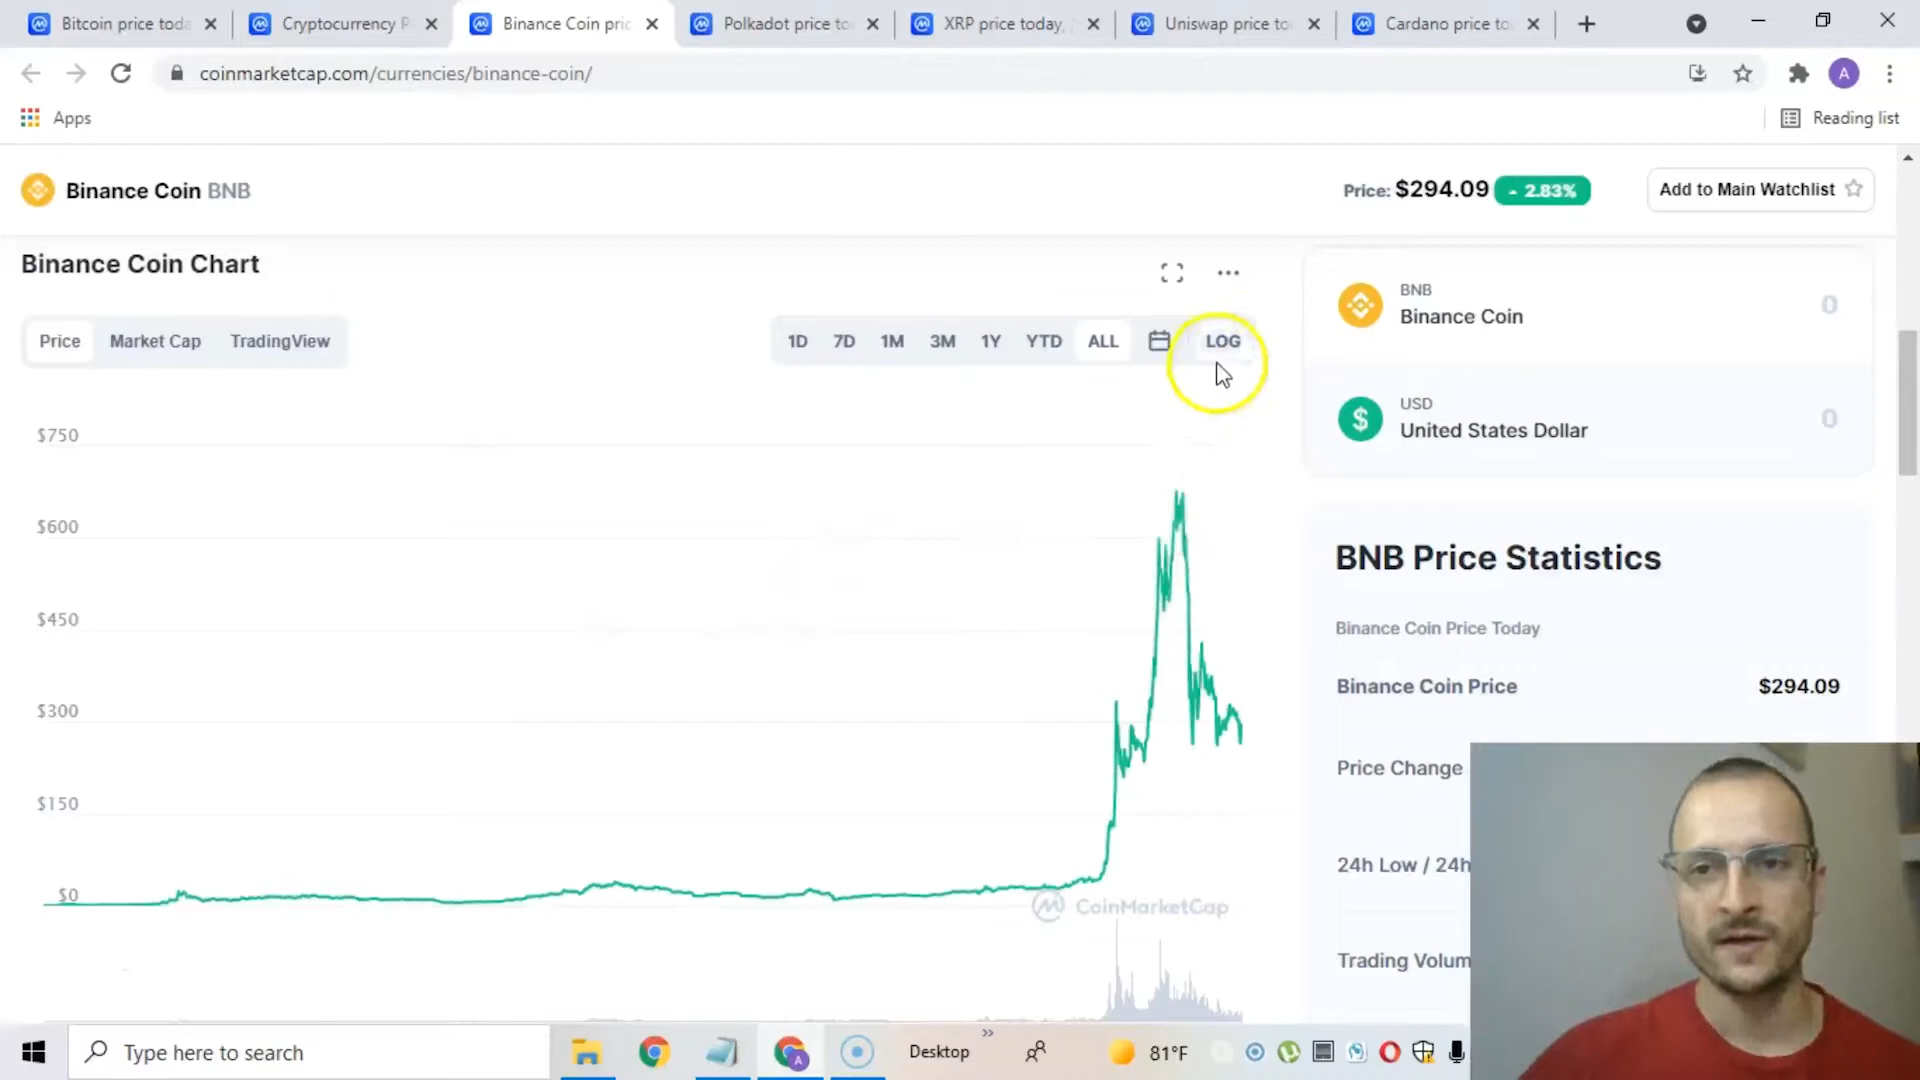 Bitcoin price toda
Cryptocurrency P
Binance Coin pric
Polkadot price to
XRP price today,
Uniswap price to
Cardano price to
coinmarketcap.com/currencies/binance-coin/
A
Apps
Reading list
Binance Coin BNB
Price: $294.09
2.83%
Add to Main Watchlist
Binance Coin Chart
Price
Market Cap
TradingView
1D
7D
1M
3M
1Y
YTD
ALL
LOG
BNB
Binance Coin
0
USD
United States Dollar
0
$750
$600
$450
$300
$150
$0
CoinMarketCap
BNB Price Statistics
Binance Coin Price Today
Binance Coin Price
$294.09
Price Change
24h Low / 24h
Trading Volum
Type here to search
A
Desktop
81°F